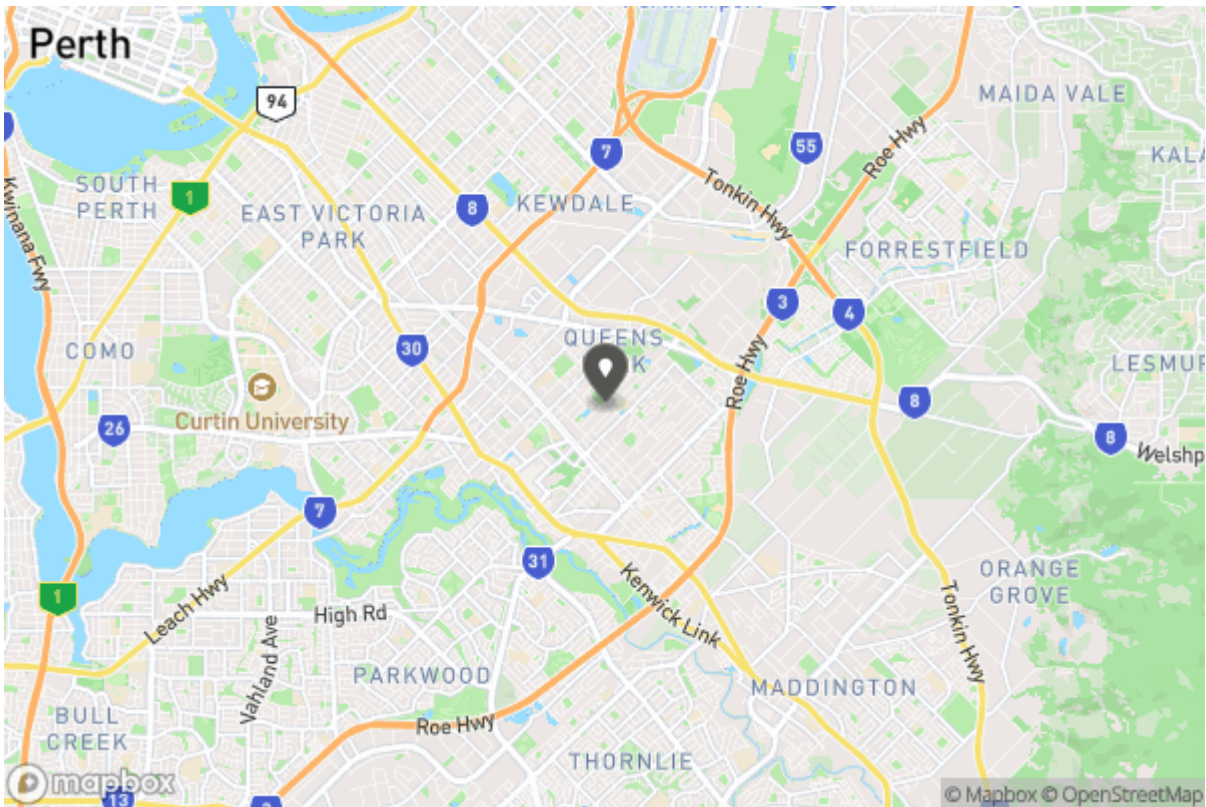 Perth
94
MAIDA VALE
Roe Hwy
55
7
KALA
SOUTH
PERTH
1
Tonkin Hwy
KEWDALE
8
EAST VICTORIA
PARK
FORRESTFIELD
Kwinana Fwy
3
4
QUEENS
COMO
30
Roe Hwy
LESMUR
8
Curtin University
26
8
Welshp
7
31
ORANGE
GROVE
1
Leach Hwy
High Rd
Kenwick Link
Tonkin Hwy
Vahland Ave
PARKWOOD
MADDINGTON
BULL
CREEK
Roe Hwy
THORNLIE
mapbox
13
© Mapbox © OpenStreetMap